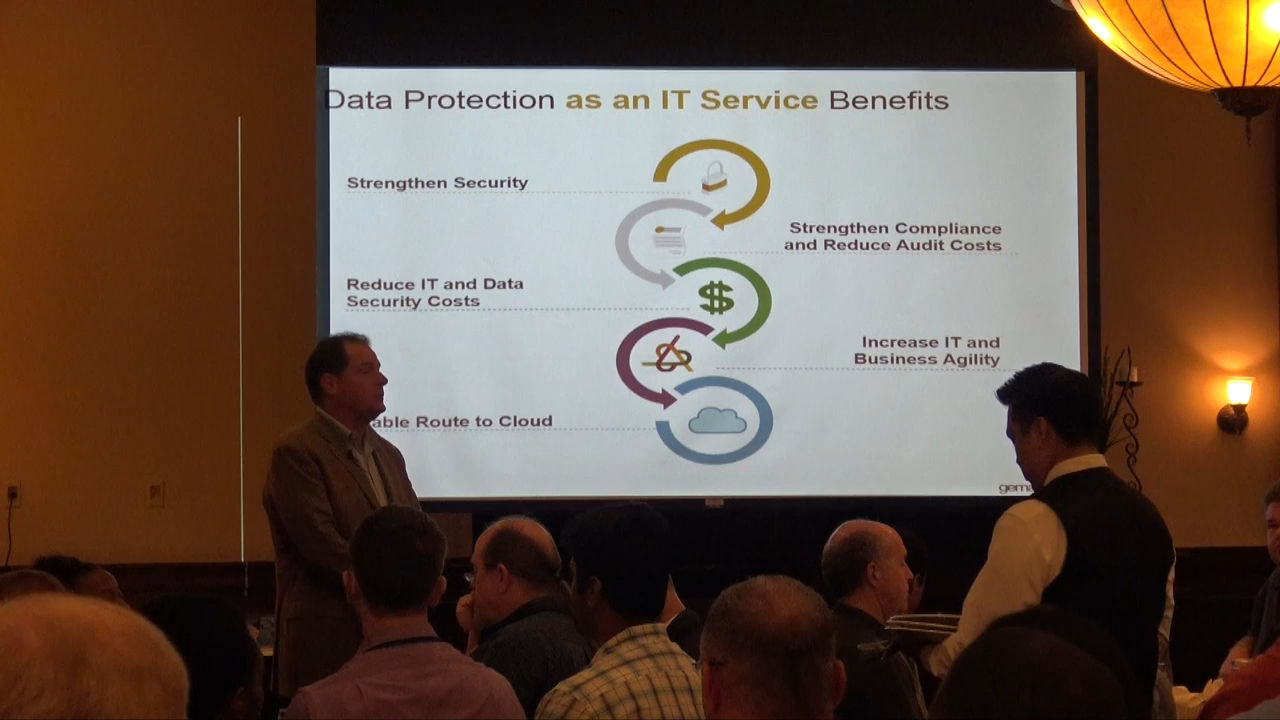 Data Protection as an IT Service Benefits
Strengthen Security
Strengthen Compliance
and Reduce Audit Costs
Reduce IT and Data
Security Costs
$
Increase IT and
Business Agility
Route to Cloud